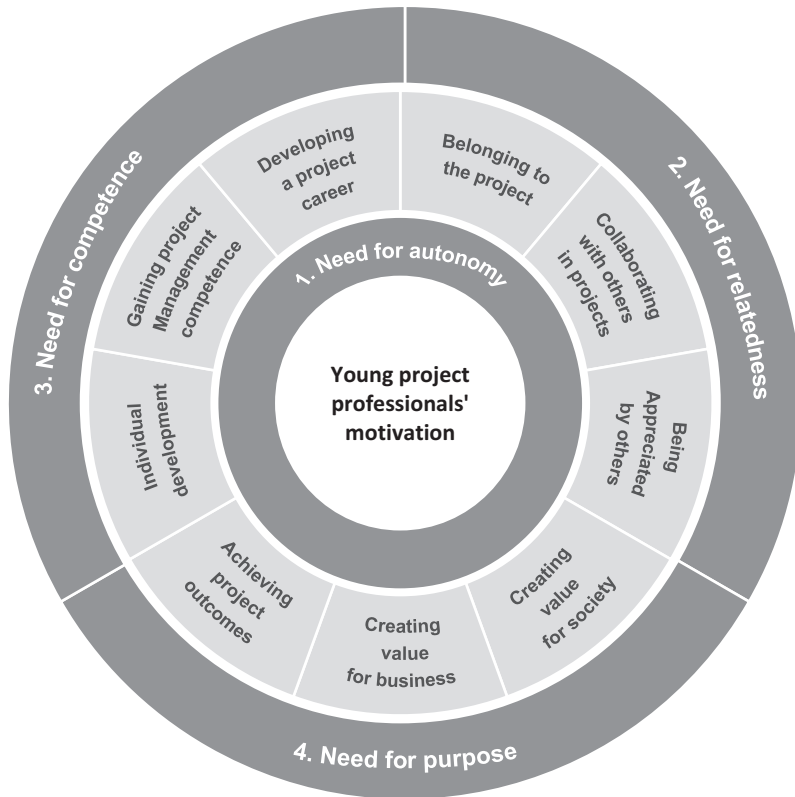 Young project
professionals'
motivation
1. Need for autonomy
2. Need for relatedness
Belonging to
the project
Collaborating
with others
in projects
Being
Appreciated
by others
3. Need for competence
Developing
a project
career
Gaining project
Management
competence
Individual
development
4. Need for purpose
Achieving
project
outcomes
Creating
value
for business
Creating
value
for society